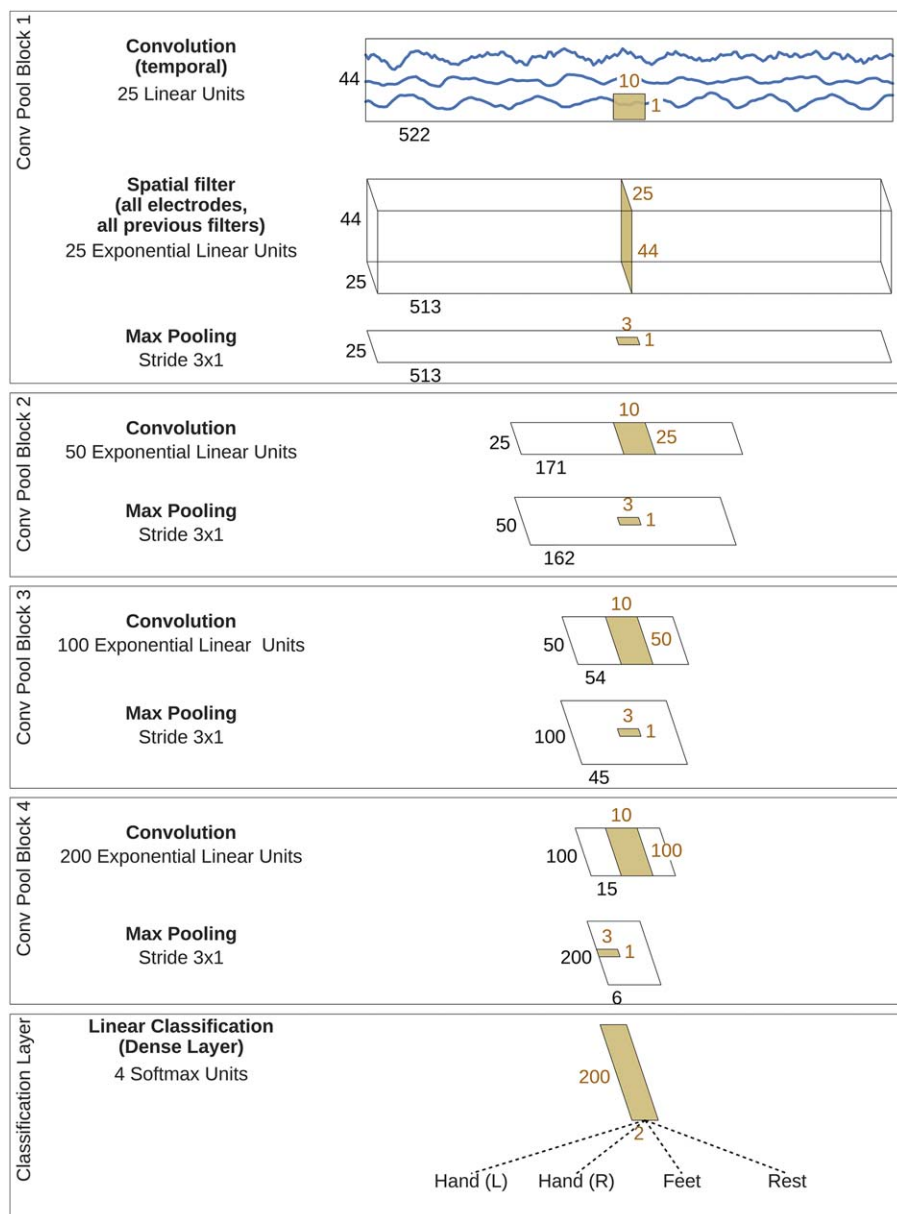 Conv Pool Block 1
Convolution
(temporal)
25 Linear Units
44
10
1
522
Spatial filter
(all electrodes,
all previous filters)
25 Exponential Linear Units
44
25
25
44
513
Max Pooling
Stride 3x1
25
3
1
513
Conv Pool Block 2
Convolution
50 Exponential Linear Units
25
10
25
171
Max Pooling
Stride 3x1
50
3
1
162
Conv Pool Block 3
Convolution
100 Exponential Linear Units
50
10
50
54
Max Pooling
Stride 3x1
100
3
1
45
Conv Pool Block 4
Convolution
200 Exponential Linear Units
100
10
100
15
Max Pooling
Stride 3x1
200
3
1
6
Classification Layer
Linear Classification
(Dense Layer)
4 Softmax Units
200
2
Hand (L) Hand (R) Feet Rest